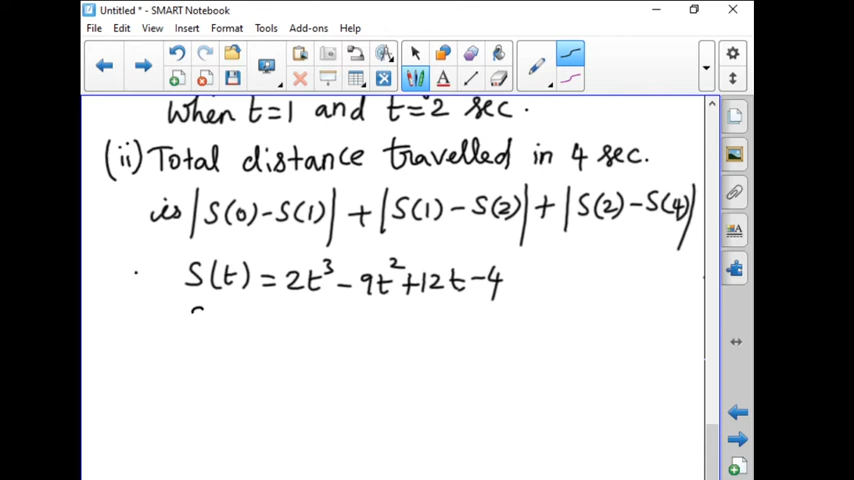 Untitled * - SMART Notebook
File Edit View Insert Format Tools Add-ons Help
When t=1 and t=2 sec.
(ii) Total distance travelled in 4 sec.
is |S(0)-S(1)| + |S(1)-S(2)| + |S(2)-S(4)|
S(t) = 2t³ - 9t² + 12t - 4